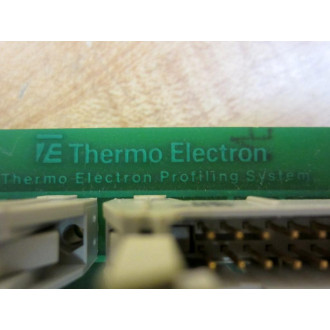 TE Thermo Electron
Thermo Electron Profiling System